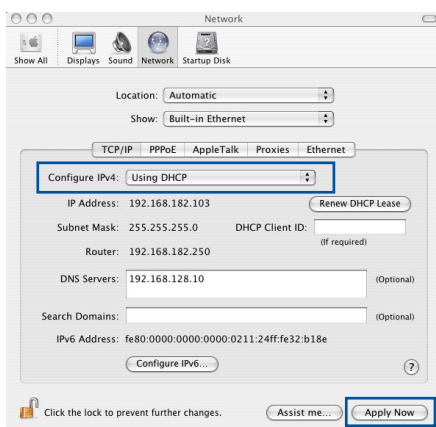 Network
Show All Displays Sound Network Startup Disk
Location: Automatic
Show: Built-in Ethernet
TCP/IP PPPoE AppleTalk Proxies Ethernet
Configure IPv4: Using DHCP
IP Address: 192.168.182.103 Renew DHCP Lease
Subnet Mask: 255.255.255.0 DHCP Client ID:
(If required)
Router: 192.168.182.250
DNS Servers: 192.168.128.10 (Optional)
Search Domains: (Optional)
IPv6 Address: fe80:0000:0000:0000:0211:24ff:fe32:b18e
Configure IPv6... ?
Click the lock to prevent further changes. Assist me... Apply Now